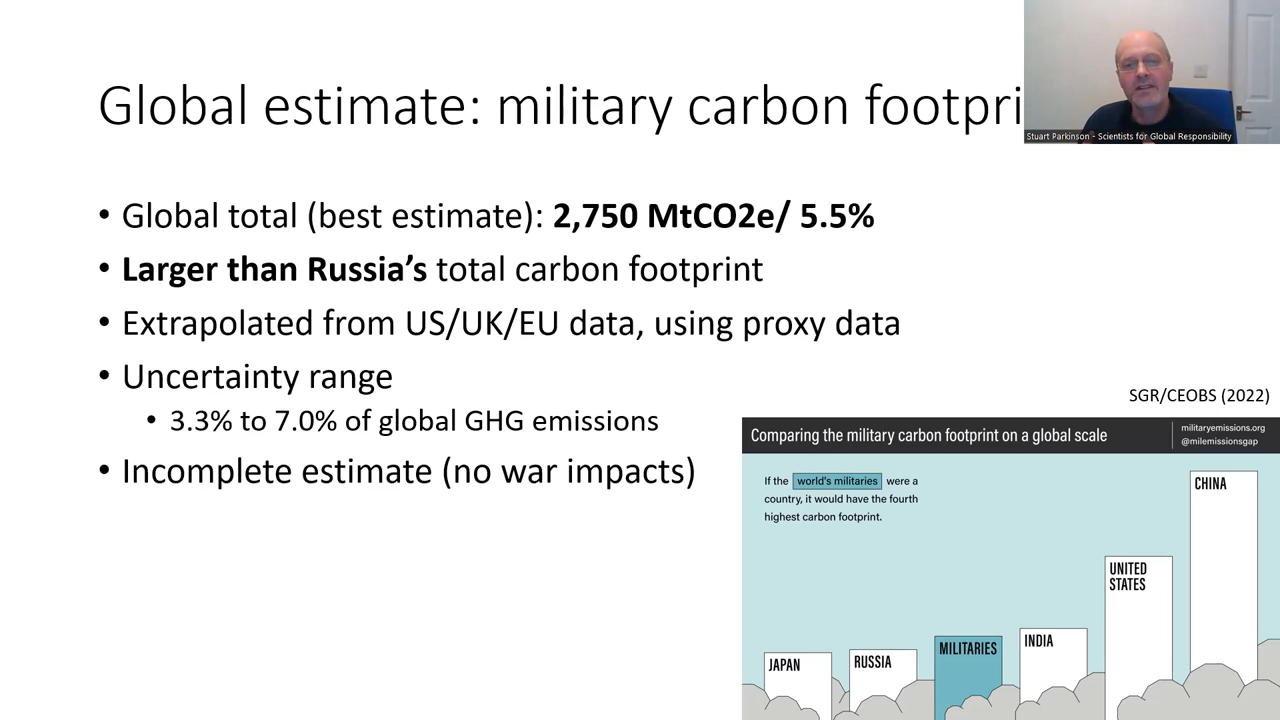 Global estimate: military carbon footpri
Stuart Parkinson - Scientists for Global Responsibility
• Global total (best estimate): 2,750 MtCO2e/ 5.5%
• Larger than Russia’s total carbon footprint
• Extrapolated from US/UK/EU data, using proxy data
• Uncertainty range
• 3.3% to 7.0% of global GHG emissions
• Incomplete estimate (no war impacts)
SGR/CEOBS (2022)
Comparing the military carbon footprint on a global scale
militaryemissions.org
@milemissionsgap
If the world's militaries were a
country, it would have the fourth
highest carbon footprint.
JAPAN
RUSSIA
MILITARIES
INDIA
UNITED
STATES
CHINA